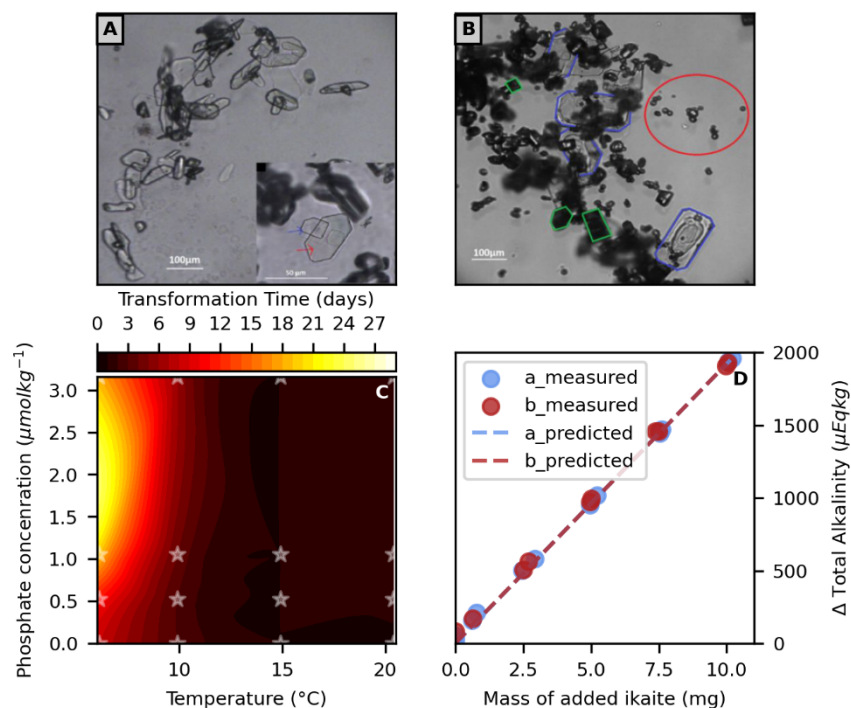 A
100μm
50 μm
B
100μm
Transformation Time (days)
0 3 6 9 12 15 18 21 24 27
Phosphate concenration (μmolkg⁻¹)
3.0
2.5
2.0
1.5
1.0
0.5
0.0
C
10 15 20
Temperature (°C)
a_measured
b_measured
a_predicted
b_predicted
D
2000
1500
1000
500
0
Δ Total Alkalinity (μEqkg)
0.0 2.5 5.0 7.5 10.0
Mass of added ikaite (mg)